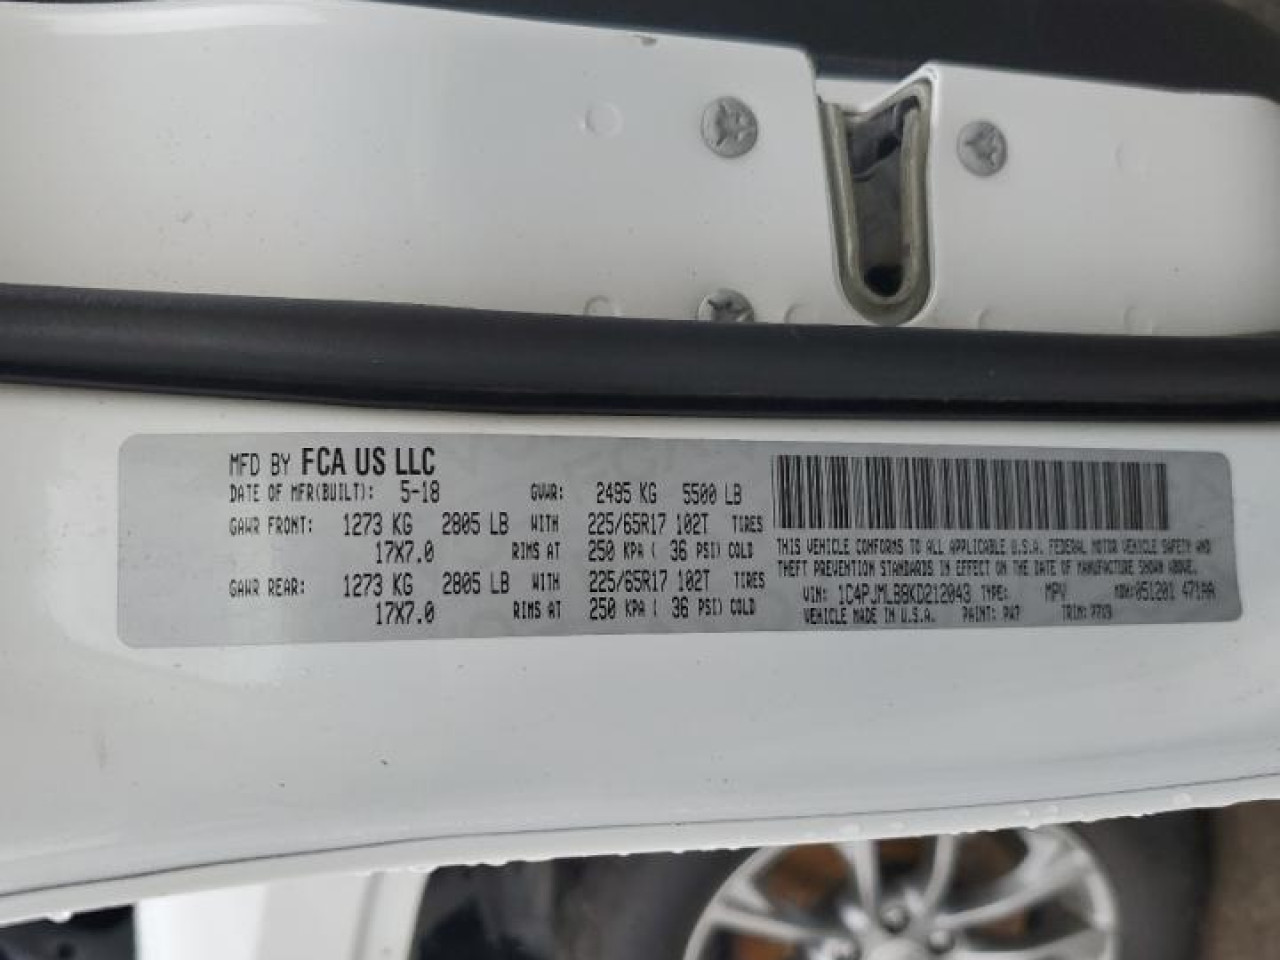 MFD BY FCA US LLC
DATE OF MFR(BUILT): 5-18 GVWR: 2495 KG 5500 LB
GAWR FRONT: 1273 KG 2805 LB WITH 225/65R17 102T TIRES
17X7.0 RIMS AT 250 KPA ( 36 PSI) COLD
GAWR REAR: 1273 KG 2805 LB WITH 225/65R17 102T TIRES
17X7.0 RIMS AT 250 KPA ( 36 PSI) COLD
THIS VEHICLE CONFORMS TO ALL APPLICABLE U.S.A. FEDERAL MOTOR VEHICLE SAFETY AND
THEFT PREVENTION STANDARDS IN EFFECT ON THE DATE OF MANUFACTURE SHOWN ABOVE.
VIN: 1C4PJMLB8KD212043 TYPE: MPV MDH:051201 471AA
VEHICLE MADE IN U.S.A. PAINT: PW7 TRIM: